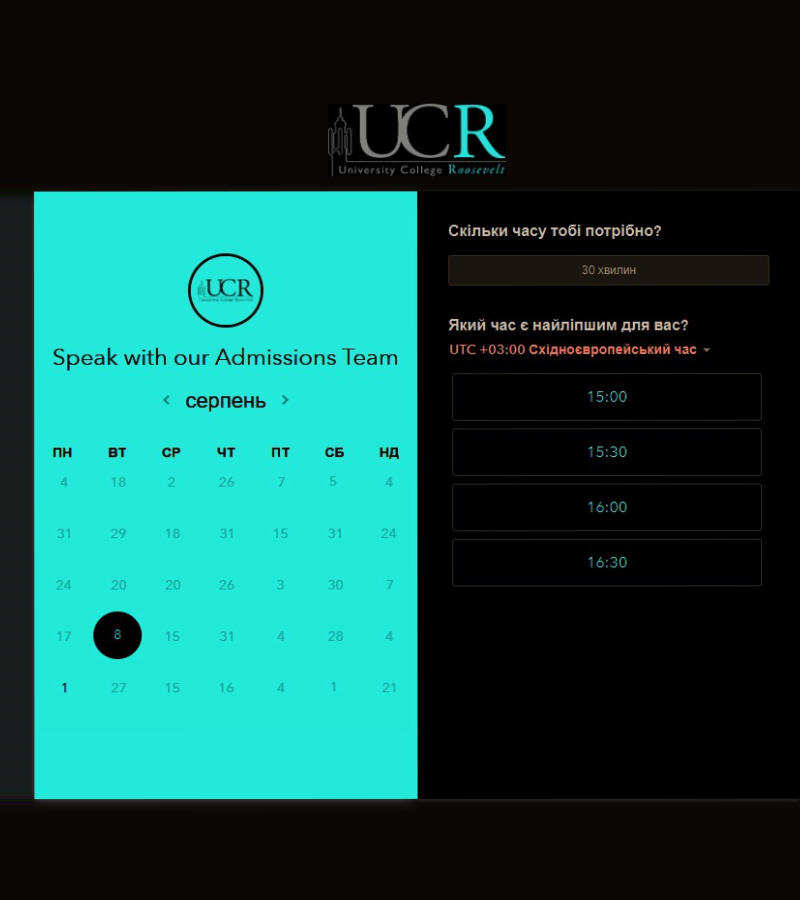 UCR
University College Roosevelt
UCR
Speak with our Admissions Team
серпень
ПН ВТ СР ЧТ ПТ СБ НД
4 18 2 26 7 5 4
31 29 18 31 15 31 24
24 20 20 26 3 30 7
17 8 15 31 4 28 4
1 27 15 16 4 1 21
Скільки часу тобі потрібно?
30 хвилин
Який час є найліпшим для вас?
UTC +03:00 Східноєвропейський час
15:00
15:30
16:00
16:30